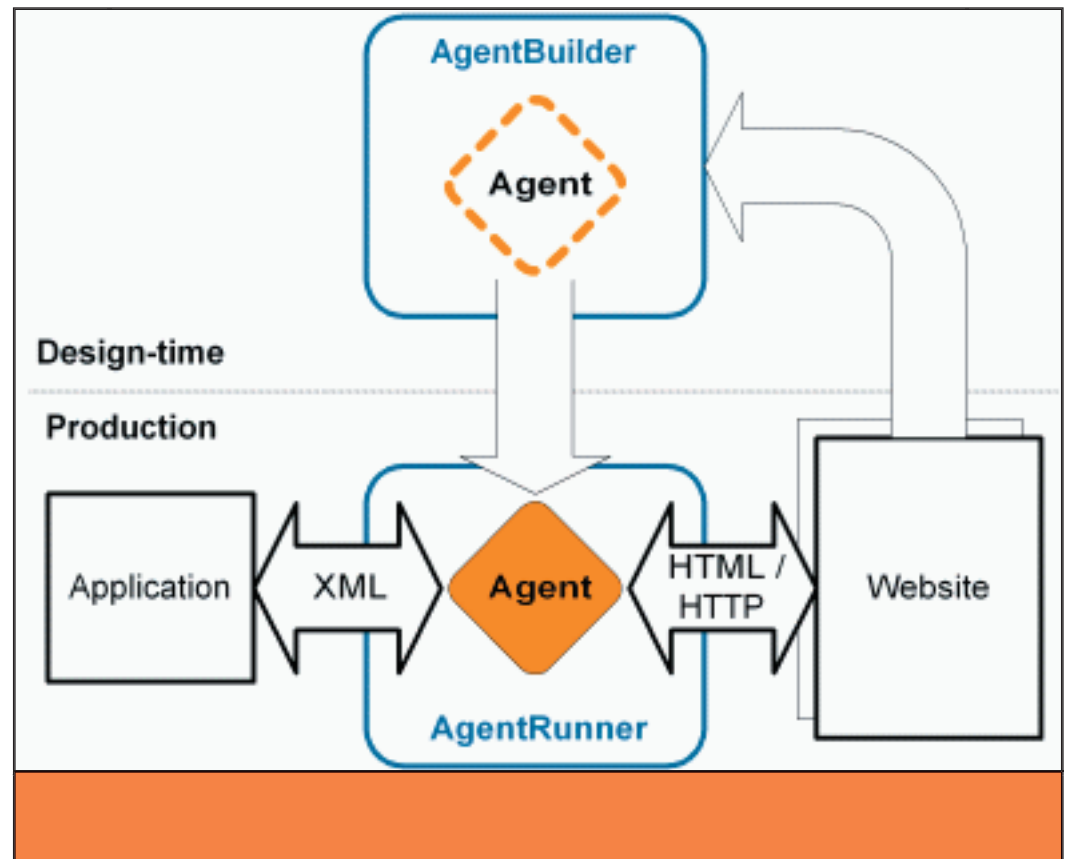 AgentBuilder
Agent
Design-time
Production
Application
XML
Agent
HTML /
HTTP
Website
AgentRunner